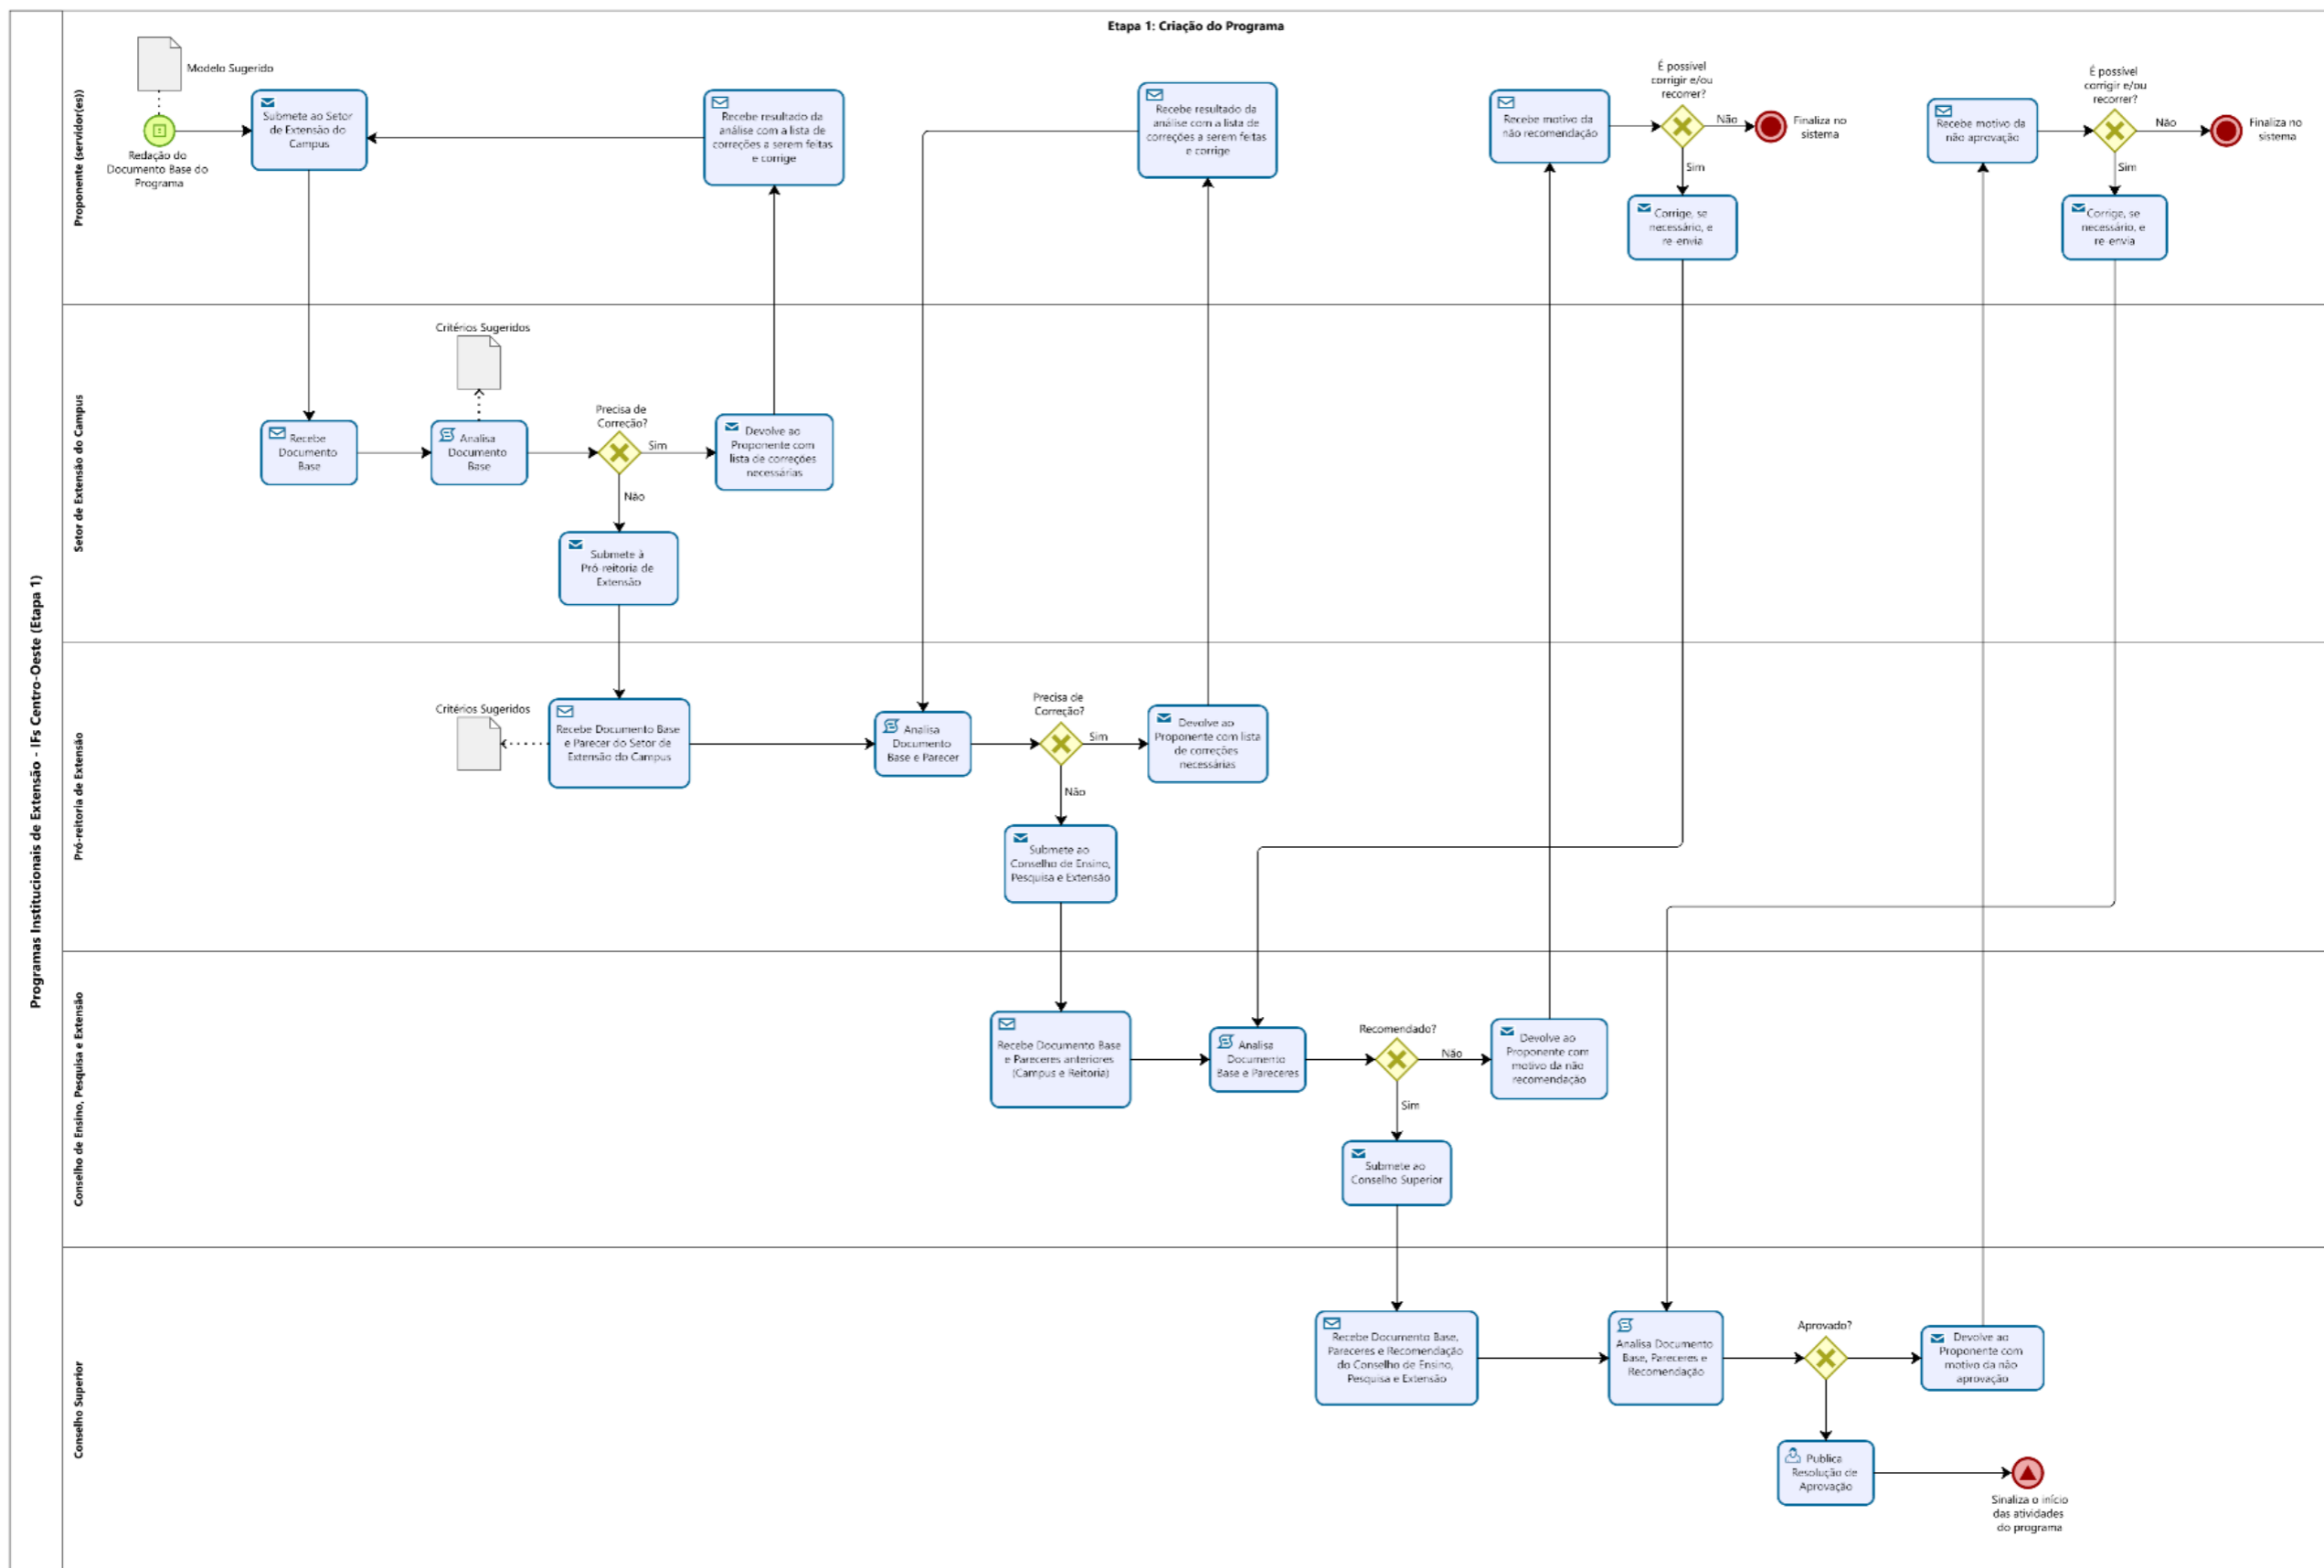 Etapa 1: Criação do Programa
Programas Institucionais de Extensão - IFs Centro-Oeste (Etapa 1)
Proponente (servidor(es))
Modelo Sugerido
Redação do
Documento Base do
Programa
Submete ao Setor
de Extensão do
Campus
Recebe resultado da
análise com a lista de
correções a serem feitas
e corrige
Recebe resultado da
análise com a lista de
correções a serem feitas
e corrige
Recebe motivo da
não recomendação
É possível
corrigir e/ou
recorrer?
Não
Finaliza no
sistema
Sim
Corrige, se
necessário, e
re-envia
Recebe motivo da
não aprovação
É possível
corrigir e/ou
recorrer?
Não
Finaliza no
sistema
Sim
Corrige, se
necessário, e
re-envia
Setor de Extensão do Campus
Critérios Sugeridos
Recebe
Documento
Base
Analisa
Documento
Base
Precisa de
Correção?
Sim
Devolve ao
Proponente com
lista de correções
necessárias
Não
Submete à
Pró-reitoria de
Extensão
Pró-reitoria de Extensão
Critérios Sugeridos
Recebe Documento Base
e Parecer do Setor de
Extensão do Campus
Analisa
Documento
Base e Parecer
Precisa de
Correção?
Sim
Devolve ao
Proponente com lista
de correções
necessárias
Não
Submete ao
Conselho de Ensino,
Pesquisa e Extensão
Conselho de Ensino, Pesquisa e Extensão
Recebe Documento Base
e Pareceres anteriores
(Campus e Reitoria)
Analisa
Documento
Base e Pareceres
Recomendado?
Não
Devolve ao
Proponente com
motivo da não
recomendação
Sim
Submete ao
Conselho Superior
Conselho Superior
Recebe Documento Base,
Pareceres e Recomendação
do Conselho de Ensino,
Pesquisa e Extensão
Analisa Documento
Base, Pareceres e
Recomendação
Aprovado?
Devolve ao
Proponente com
motivo da não
aprovação
Publica
Resolução de
Aprovação
Sinaliza o início
das atividades
do programa